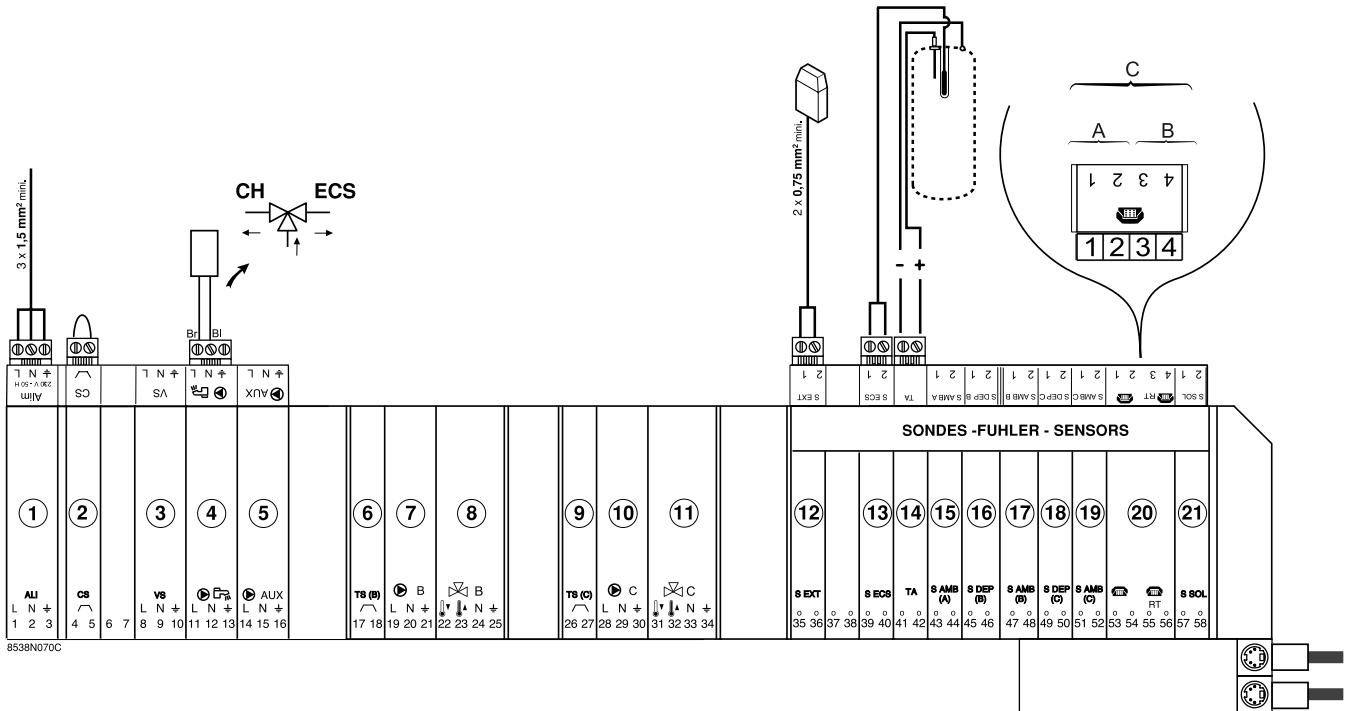 C
A B
1 2 3 4
1 2 3 4
3 x 1,5 mm² mini.
2 x 0,75 mm² mini.
CH ECS
- +
Br Bl
L N
230 V - 50 H
Alim
CS
L N
VS
L N
L N
AUX
1 2
S EXT
1 2
S ECS
TA
1 2
S AMB A
1 2
S DEP B
1 2
S AMB B
1 2
S DEP C
1 2
S AMB C
1 2
3 4
RT
1 2
S SOL
SONDES -FUHLER - SENSORS
1 2 3 4 5 6 7 8 9 10 11 12 13 14 15 16 17 18 19 20 21
ALI
L N
1 2 3
CS
4 5
6 7
VS
L N
8 9 10
L N
11 12 13
AUX
L N
14 15 16
TS (B)
17 18
B
L N
19 20 21
B
N
22 23 24 25
TS (C)
26 27
C
L N
28 29 30
C
N
31 32 33 34
S EXT
35 36
37 38
S ECS
39 40
TA
41 42
S AMB
(A)
43 44
S DEP
(B)
45 46
S AMB
(B)
47 48
S DEP
(C)
49 50
S AMB
(C)
51 52
53 54
RT
55 56
S SOL
57 58
8538N070C